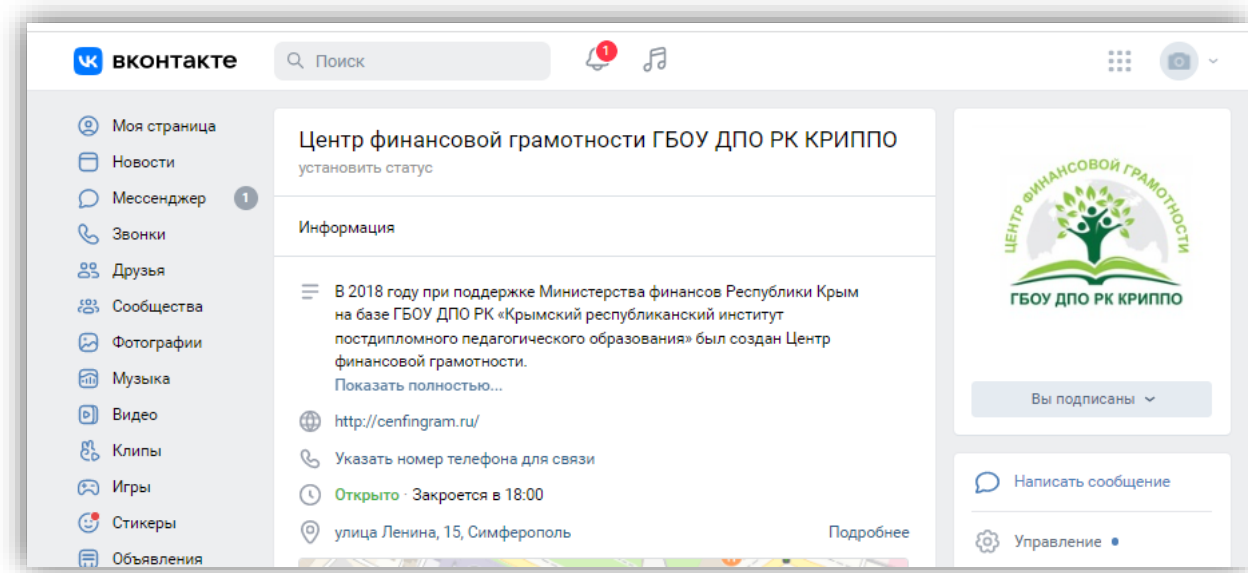 вконтакте
Поиск
1
Моя страница
Новости
Мессенджер 1
Звонки
Друзья
Сообщества
Фотографии
Музыка
Видео
Клипы
Игры
Стикеры
Объявления
Центр финансовой грамотности ГБОУ ДПО РК КРИППО
установить статус
Информация
В 2018 году при поддержке Министерства финансов Республики Крым
на базе ГБОУ ДПО РК «Крымский республиканский институт
постдипломного педагогического образования» был создан Центр
финансовой грамотности.
Показать полностью...
http://cenfingram.ru/
Указать номер телефона для связи
Открыто · Закроется в 18:00
улица Ленина, 15, Симферополь Подробнее
ЦЕНТР ФИНАНСОВОЙ ГРАМОТНОСТИ
ГБОУ ДПО РК КРИППО
Вы подписаны
Написать сообщение
Управление